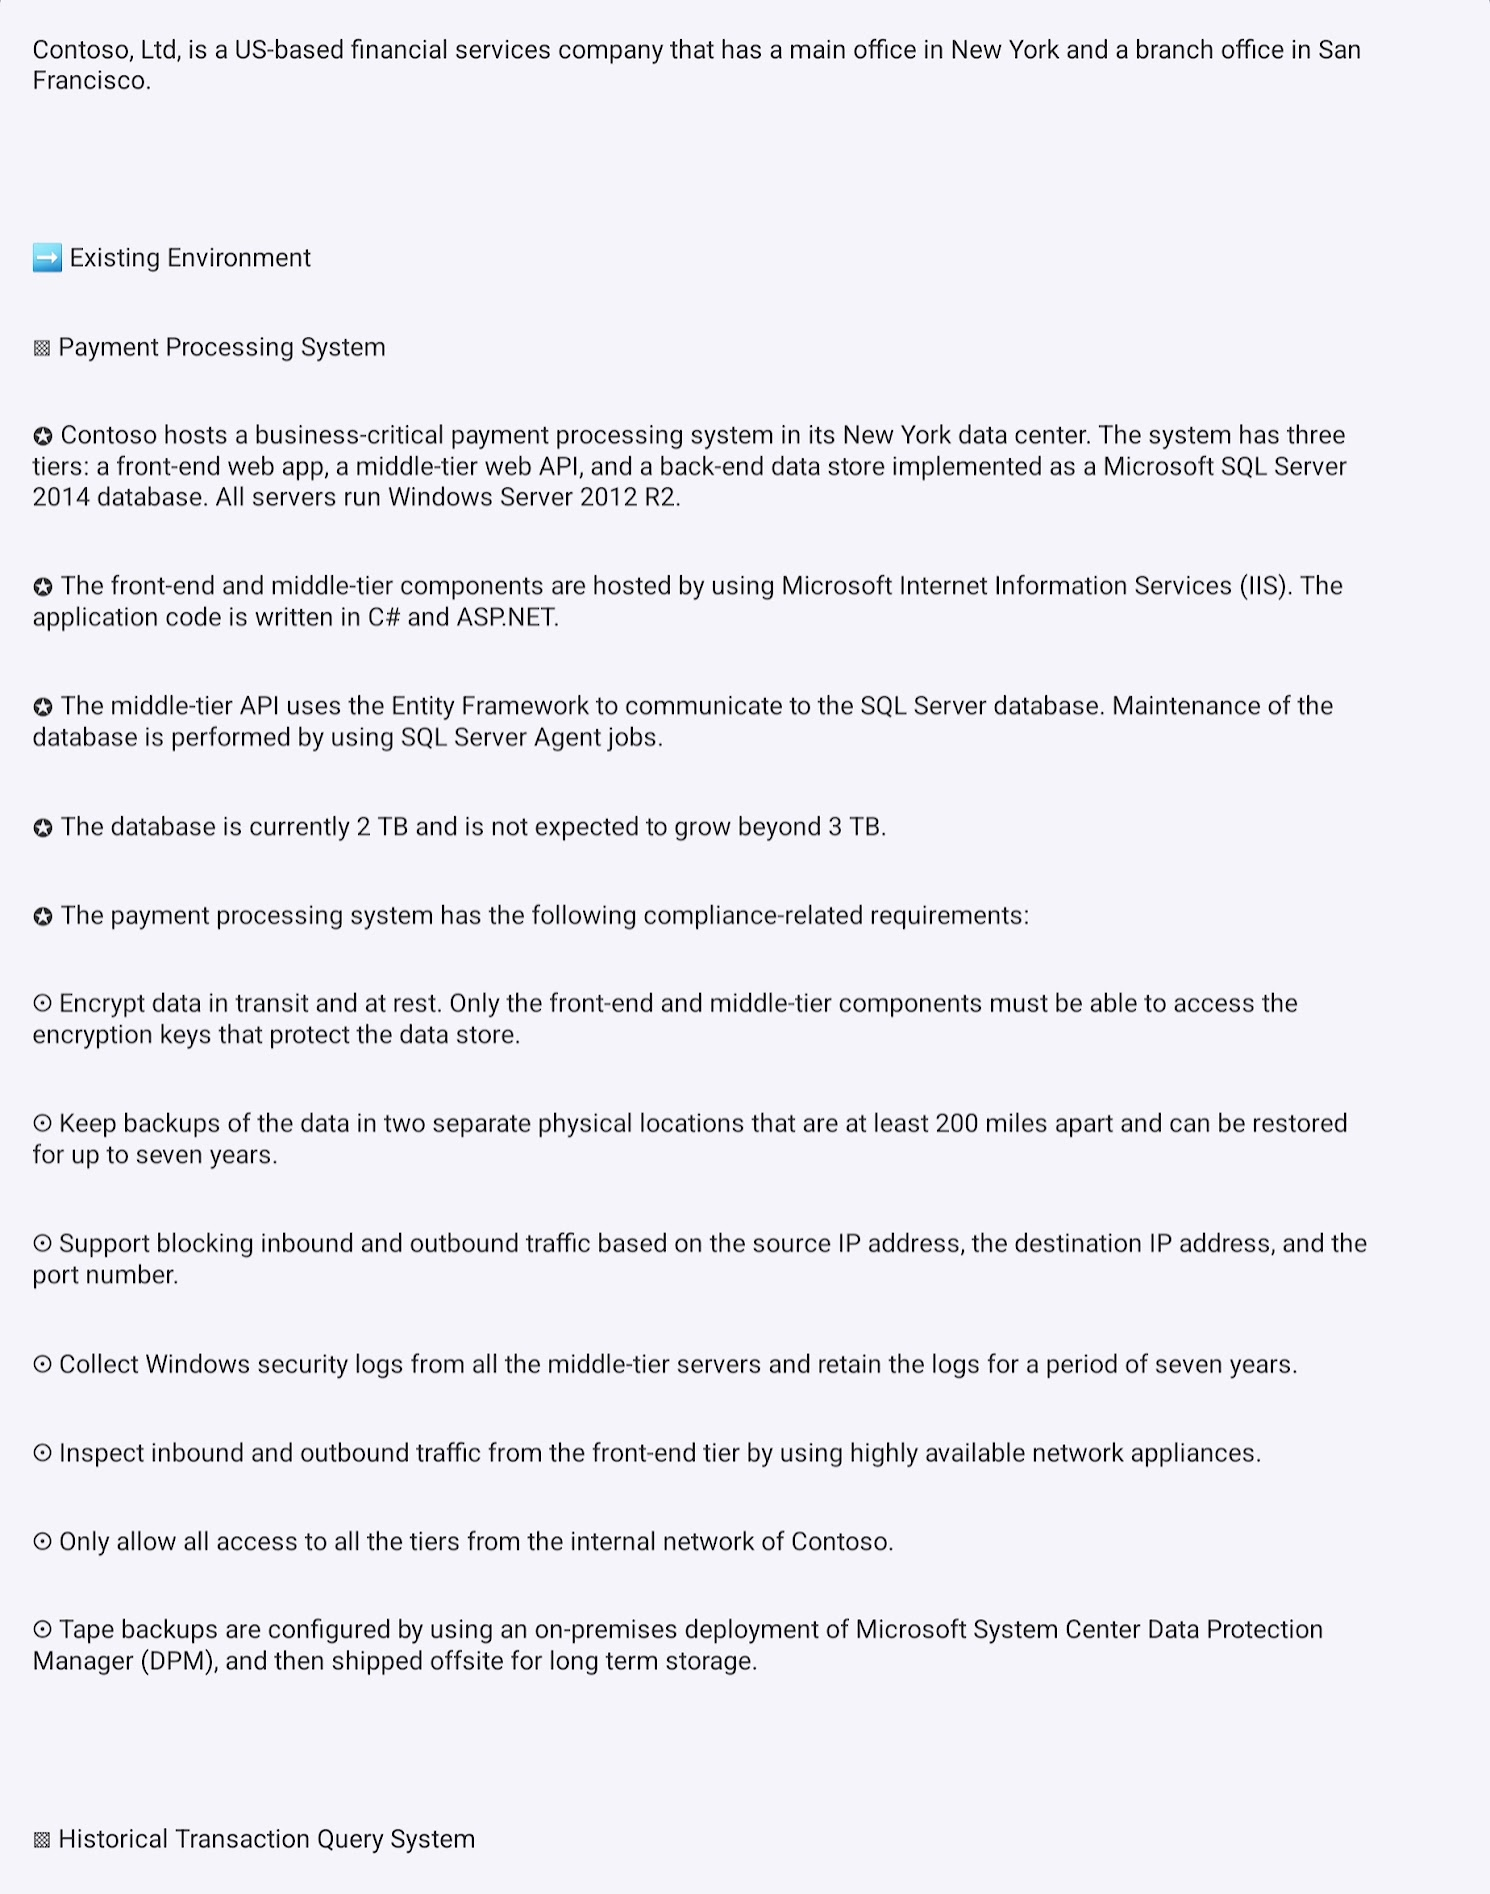 Contoso, Ltd, is a US-based financial services company that has a main office in New York and a branch office in San
Francisco.
➡️ Existing Environment
▩ Payment Processing System
✪ Contoso hosts a business-critical payment processing system in its New York data center. The system has three
tiers: a front-end web app, a middle-tier web API, and a back-end data store implemented as a Microsoft SQL Server
2014 database. All servers run Windows Server 2012 R2.
✪ The front-end and middle-tier components are hosted by using Microsoft Internet Information Services (IIS). The
application code is written in C# and ASP.NET.
✪ The middle-tier API uses the Entity Framework to communicate to the SQL Server database. Maintenance of the
database is performed by using SQL Server Agent jobs.
✪ The database is currently 2 TB and is not expected to grow beyond 3 TB.
✪ The payment processing system has the following compliance-related requirements:
⊙ Encrypt data in transit and at rest. Only the front-end and middle-tier components must be able to access the
encryption keys that protect the data store.
⊙ Keep backups of the data in two separate physical locations that are at least 200 miles apart and can be restored
for up to seven years.
⊙ Support blocking inbound and outbound traffic based on the source IP address, the destination IP address, and the
port number.
⊙ Collect Windows security logs from all the middle-tier servers and retain the logs for a period of seven years.
⊙ Inspect inbound and outbound traffic from the front-end tier by using highly available network appliances.
⊙ Only allow all access to all the tiers from the internal network of Contoso.
⊙ Tape backups are configured by using an on-premises deployment of Microsoft System Center Data Protection
Manager (DPM), and then shipped offsite for long term storage.
▩ Historical Transaction Query System